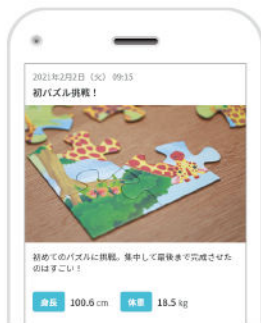 2021年2月2日（火） 09:15
初パズル挑戦！
初めてのパズルに挑戦。集中して最後まで完成させた
のはすごい！
身長 100.6 cm 体重 18.5 kg